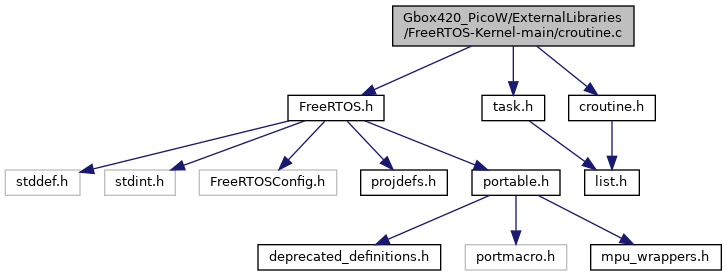 Gbox420_PicoW/ExternalLibraries
/FreeRTOS-Kernel-main/croutine.c
FreeRTOS.h
task.h
croutine.h
stddef.h
stdint.h
FreeRTOSConfig.h
projdefs.h
portable.h
list.h
deprecated_definitions.h
portmacro.h
mpu_wrappers.h